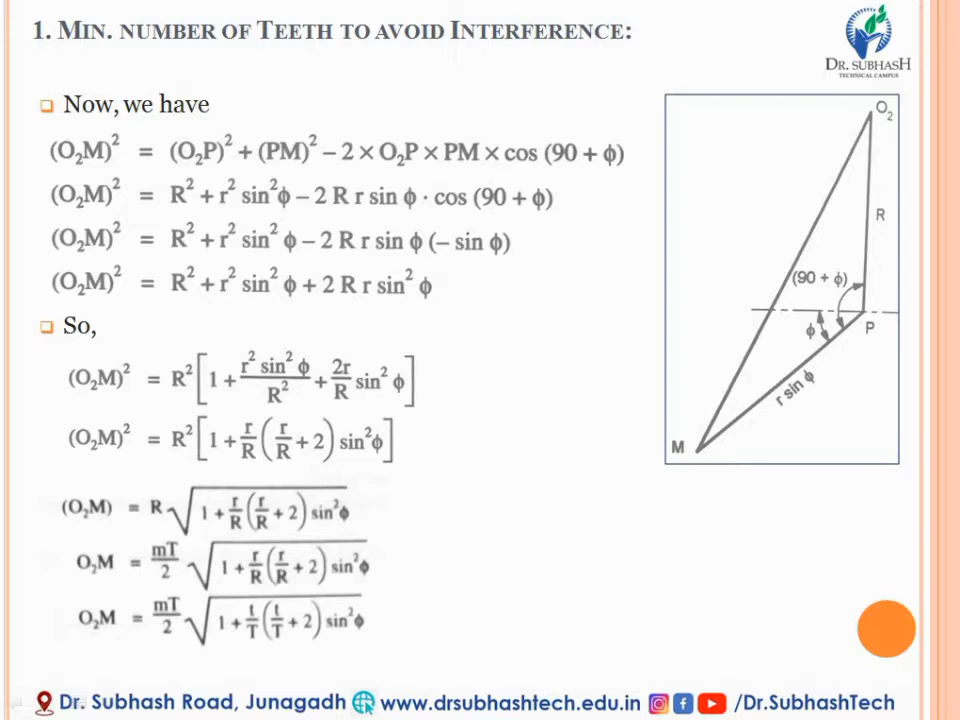 1. MIN. NUMBER OF TEETH TO AVOID INTERFERENCE:
DR. SUBHASH
TECHNICAL CAMPUS
Now, we have
(O₂M)² = (O₂P)² + (PM)² – 2 × O₂P × PM × cos (90 + ϕ)
(O₂M)² = R² + r² sin²ϕ – 2 R r sin ϕ · cos (90 + ϕ)
(O₂M)² = R² + r² sin² ϕ – 2 R r sin ϕ (– sin ϕ)
(O₂M)² = R² + r² sin² ϕ + 2 R r sin² ϕ
So,
(O₂M)² = R² [1 + r² sin² ϕ / R² + 2r/R sin² ϕ]
(O₂M)² = R² [1 + r/R (r/R + 2) sin²ϕ]
(O₂M) = R √(1 + r/R (r/R + 2) sin²ϕ)
O₂M = mT/2 √(1 + r/R (r/R + 2) sin²ϕ)
O₂M = mT/2 √(1 + t/T (t/T + 2) sin²ϕ)
O₂
R
(90 + ϕ)
ϕ
P
r sin ϕ
M
Dr. Subhash Road, Junagadh www.drsubhashtech.edu.in /Dr.SubhashTech